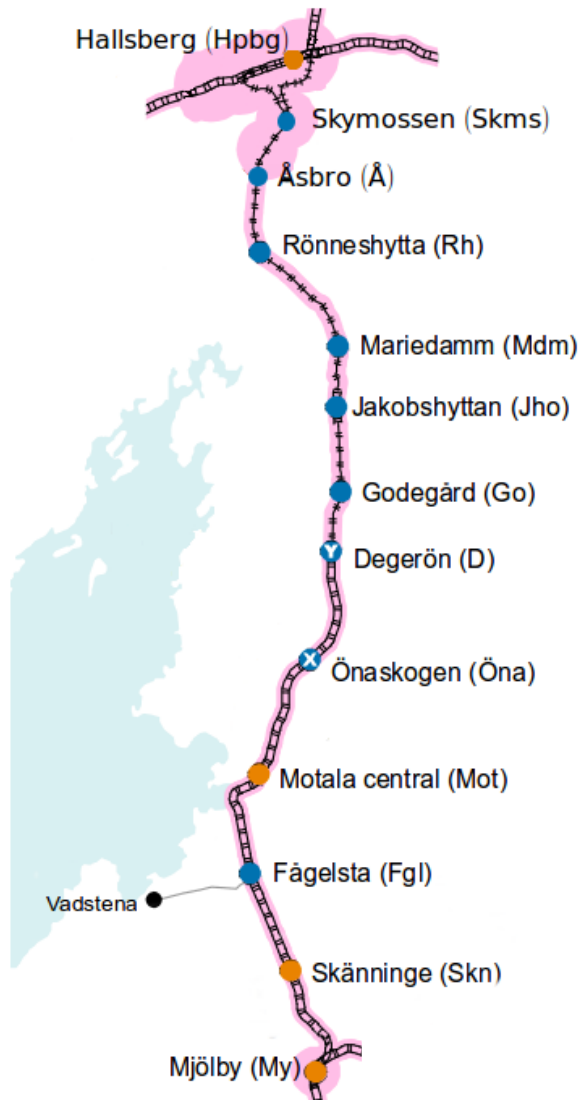 Hallsberg (Hpbg)
Skymossen (Skms)
Åsbro (Å)
Rönneshytta (Rh)
Mariedamm (Mdm)
Jakobshyttan (Jho)
Godegård (Go)
Y
Degerön (D)
X
Önaskogen (Öna)
Motala central (Mot)
Fågelsta (Fgl)
Vadstena
Skänninge (Skn)
Mjölby (My)